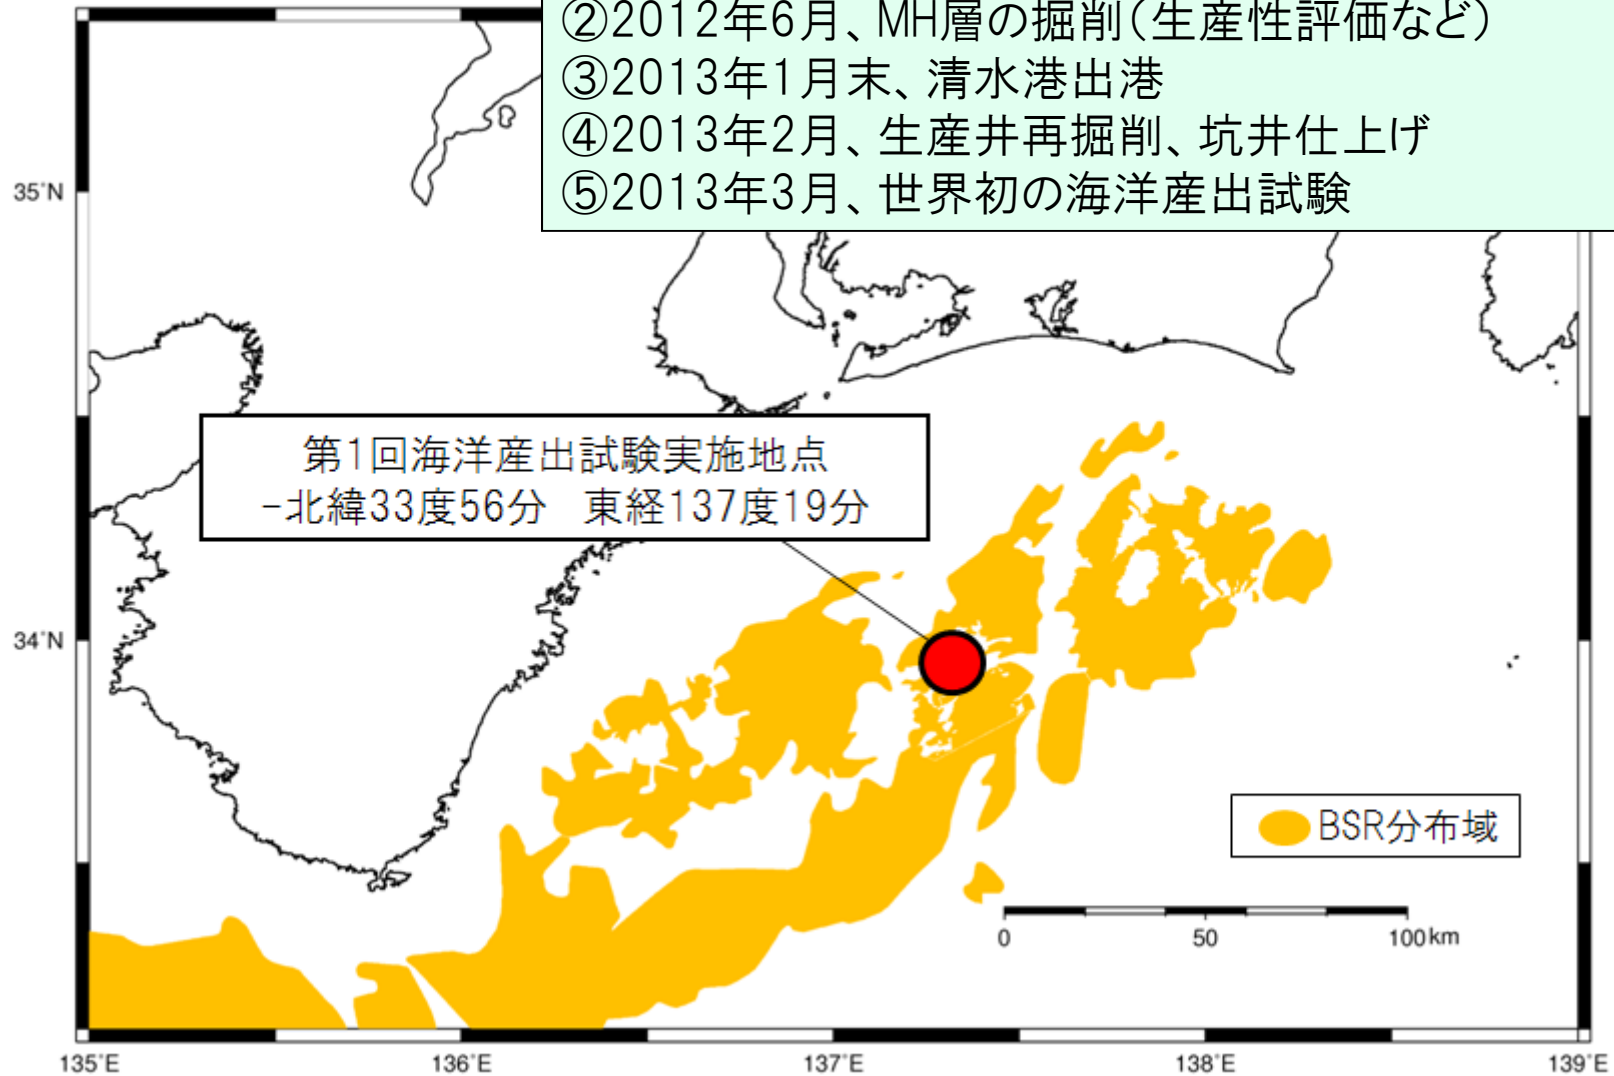 ②2012年6月、MH層の掘削(生産性評価など)
③2013年1月末、清水港出港
④2013年2月、生産井再掘削、坑井仕上げ
⑤2013年3月、世界初の海洋産出試験
35°N
第1回海洋産出試験実施地点
-北緯33度56分 東経137度19分
34°N
BSR分布域
0 50 100km
135°E 136°E 137°E 138°E 139°E